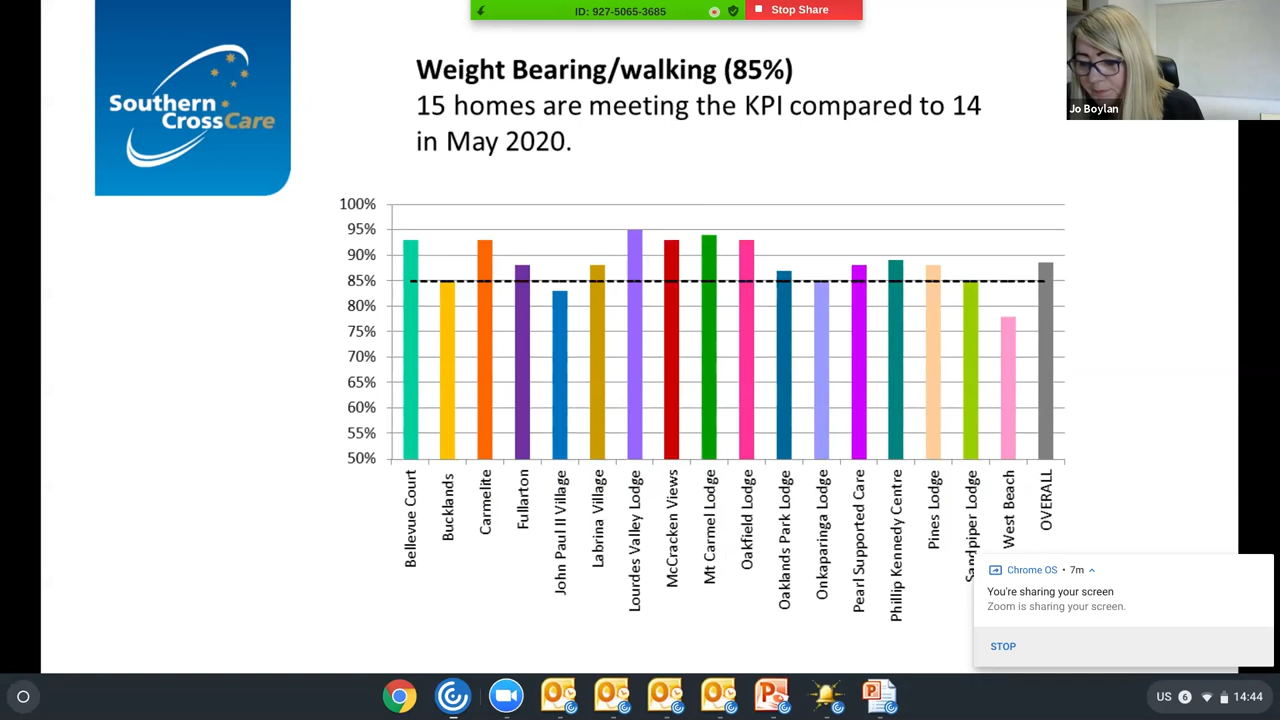 ID: 927-5065-3685
Stop Share
Southern
CrossCare
Weight Bearing/walking (85%)
15 homes are meeting the KPI compared to 14
in May 2020.
Jo Boylan
100%
95%
90%
85%
80%
75%
70%
65%
60%
55%
50%
Bellevue Court
Bucklands
Carmelite
Fullarton
John Paul II Village
Labrina Village
Lourdes Valley Lodge
McCracken Views
Mt Carmel Lodge
Oakfield Lodge
Oaklands Park Lodge
Onkaparinga Lodge
Pearl Supported Care
Phillip Kennedy Centre
Pines Lodge
Sandpiper Lodge
West Beach
OVERALL
Chrome OS • 7m
You're sharing your screen
Zoom is sharing your screen.
STOP
US 6 14:44